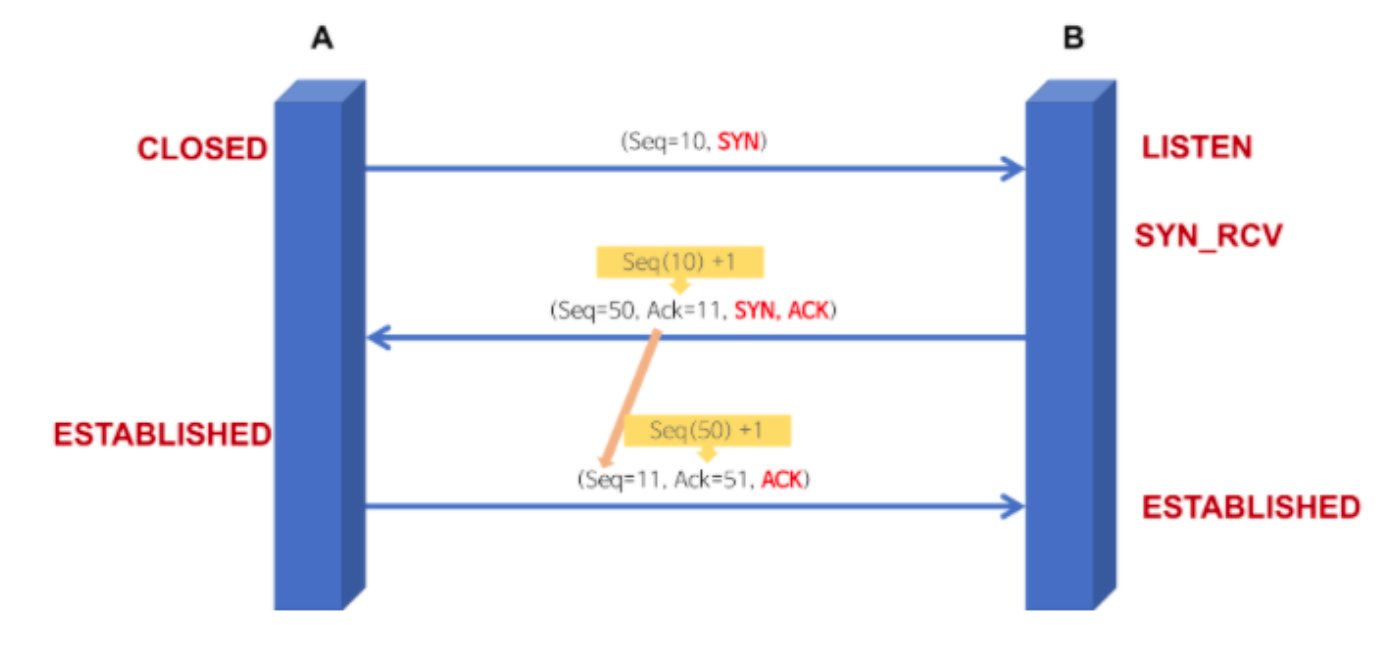 A
B
CLOSED
(Seq=10, SYN)
LISTEN
SYN_RCV
Seq(10) +1
(Seq=50, Ack=11, SYN, ACK)
ESTABLISHED
Seq(50) +1
(Seq=11, Ack=51, ACK)
ESTABLISHED